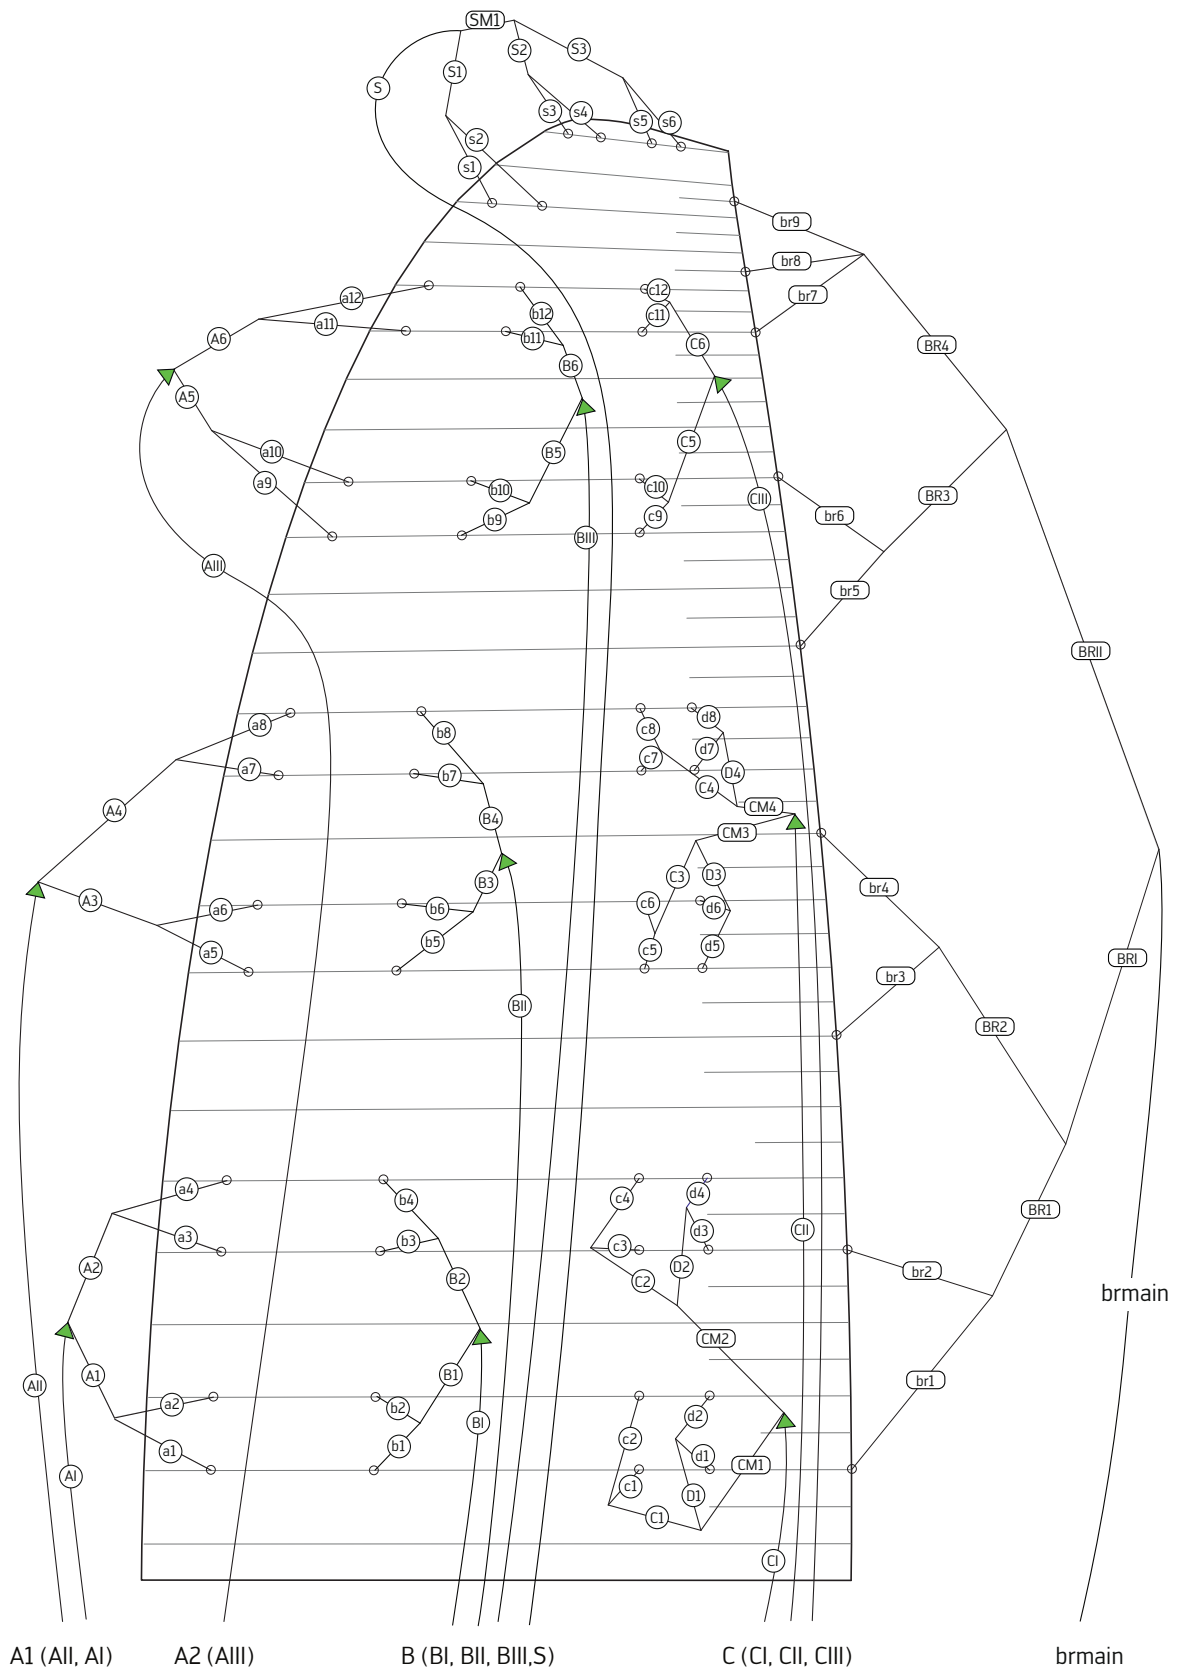 SM1
S2
S3
S1
S
s3
s4
s5
s6
s2
s1
br9
br8
a12
b12
c12
br7
a11
b11
c11
A6
C6
BR4
B6
A5
a10
B5
C5
a9
b10
c10
CIII
BR3
b9
c9
br6
BIII
AIII
br5
BRII
a8
b8
c8
d8
d7
a7
b7
c7
D4
C4
A4
B4
CM4
CM3
A3
B3
C3
D3
br4
a6
b6
c6
d6
a5
b5
c5
d5
BRI
br3
BII
BR2
a4
b4
c4
d4
a3
b3
c3
d3
CII
BR1
A2
B2
C2
D2
br2
brmain
CM2
A1
B1
br1
AII
a2
b2
c2
d2
BI
a1
b1
d1
CM1
AI
c1
D1
C1
CI
A1 (AII, AI) A2 (AIII) B (BI, BII, BIII,S) C (CI, CII, CIII) brmain